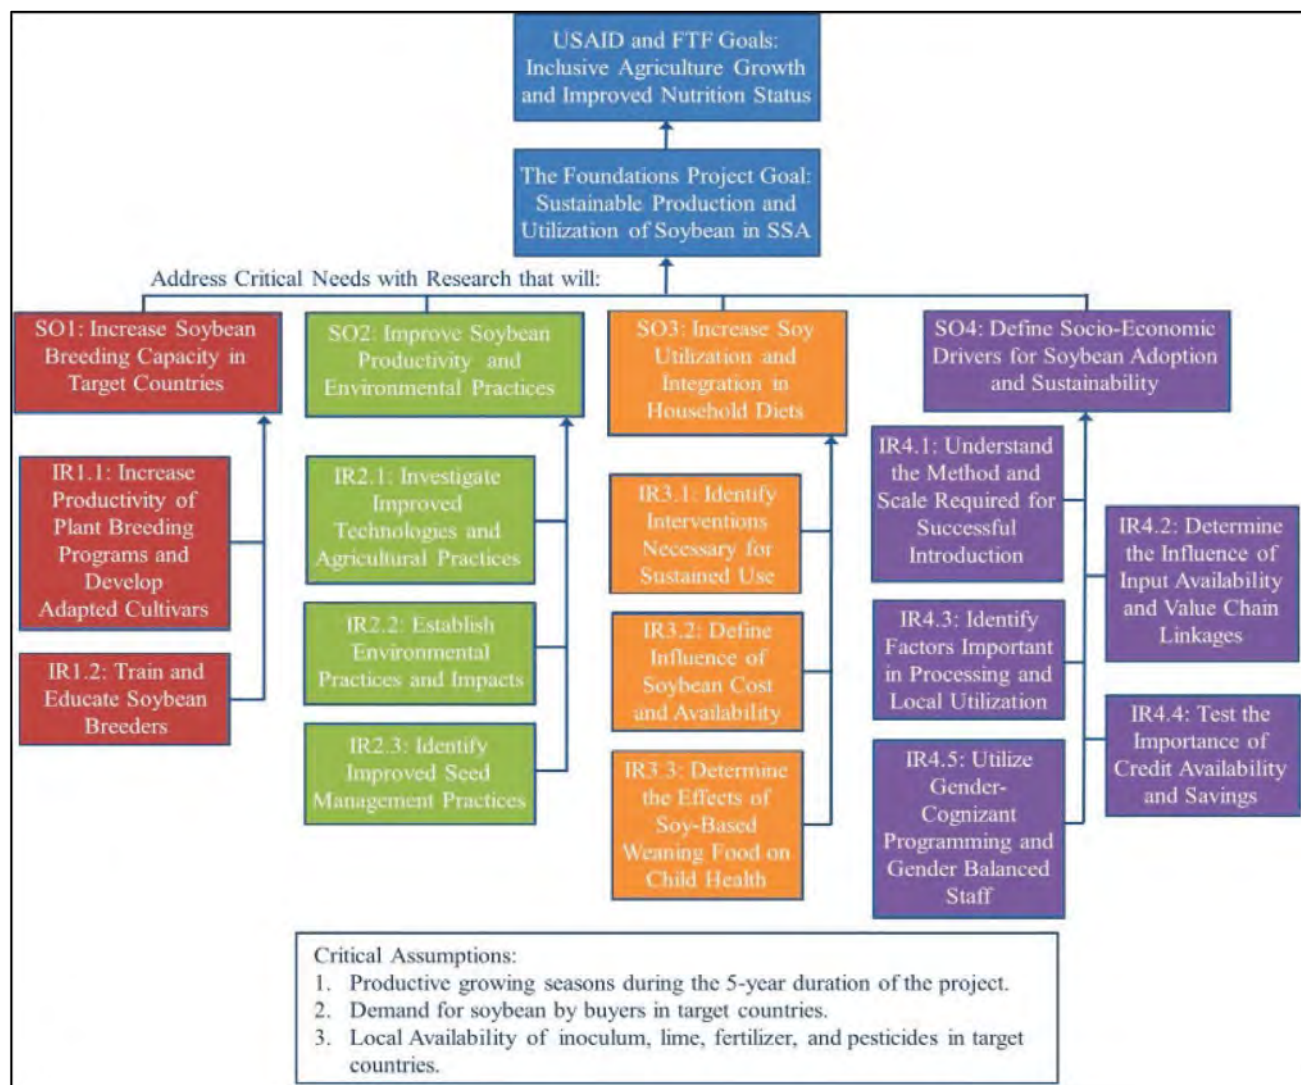 USAID and FTF Goals:
Inclusive Agriculture Growth
and Improved Nutrition Status
The Foundations Project Goal:
Sustainable Production and
Utilization of Soybean in SSA
Address Critical Needs with Research that will:
SO1: Increase Soybean
Breeding Capacity in
Target Countries
IR1.1: Increase
Productivity of
Plant Breeding
Programs and
Develop
Adapted Cultivars
IR1.2: Train and
Educate Soybean
Breeders
SO2: Improve Soybean
Productivity and
Environmental Practices
IR2.1: Investigate
Improved
Technologies and
Agricultural Practices
IR2.2: Establish
Environmental
Practices and Impacts
IR2.3: Identify
Improved Seed
Management Practices
SO3: Increase Soy
Utilization and
Integration in
Household Diets
IR3.1: Identify
Interventions
Necessary for
Sustained Use
IR3.2: Define
Influence of
Soybean Cost
and Availability
IR3.3: Determine
the Effects of
Soy-Based
Weaning Food on
Child Health
SO4: Define Socio-Economic
Drivers for Soybean Adoption
and Sustainability
IR4.1: Understand
the Method and
Scale Required for
Successful
Introduction
IR4.2: Determine
the Influence of
Input Availability
and Value Chain
Linkages
IR4.3: Identify
Factors Important
in Processing and
Local Utilization
IR4.4: Test the
Importance of
Credit Availability
and Savings
IR4.5: Utilize
Gender-
Cognizant
Programming and
Gender Balanced
Staff
Critical Assumptions:
1. Productive growing seasons during the 5-year duration of the project.
2. Demand for soybean by buyers in target countries.
3. Local Availability of inoculum, lime, fertilizer, and pesticides in target
countries.